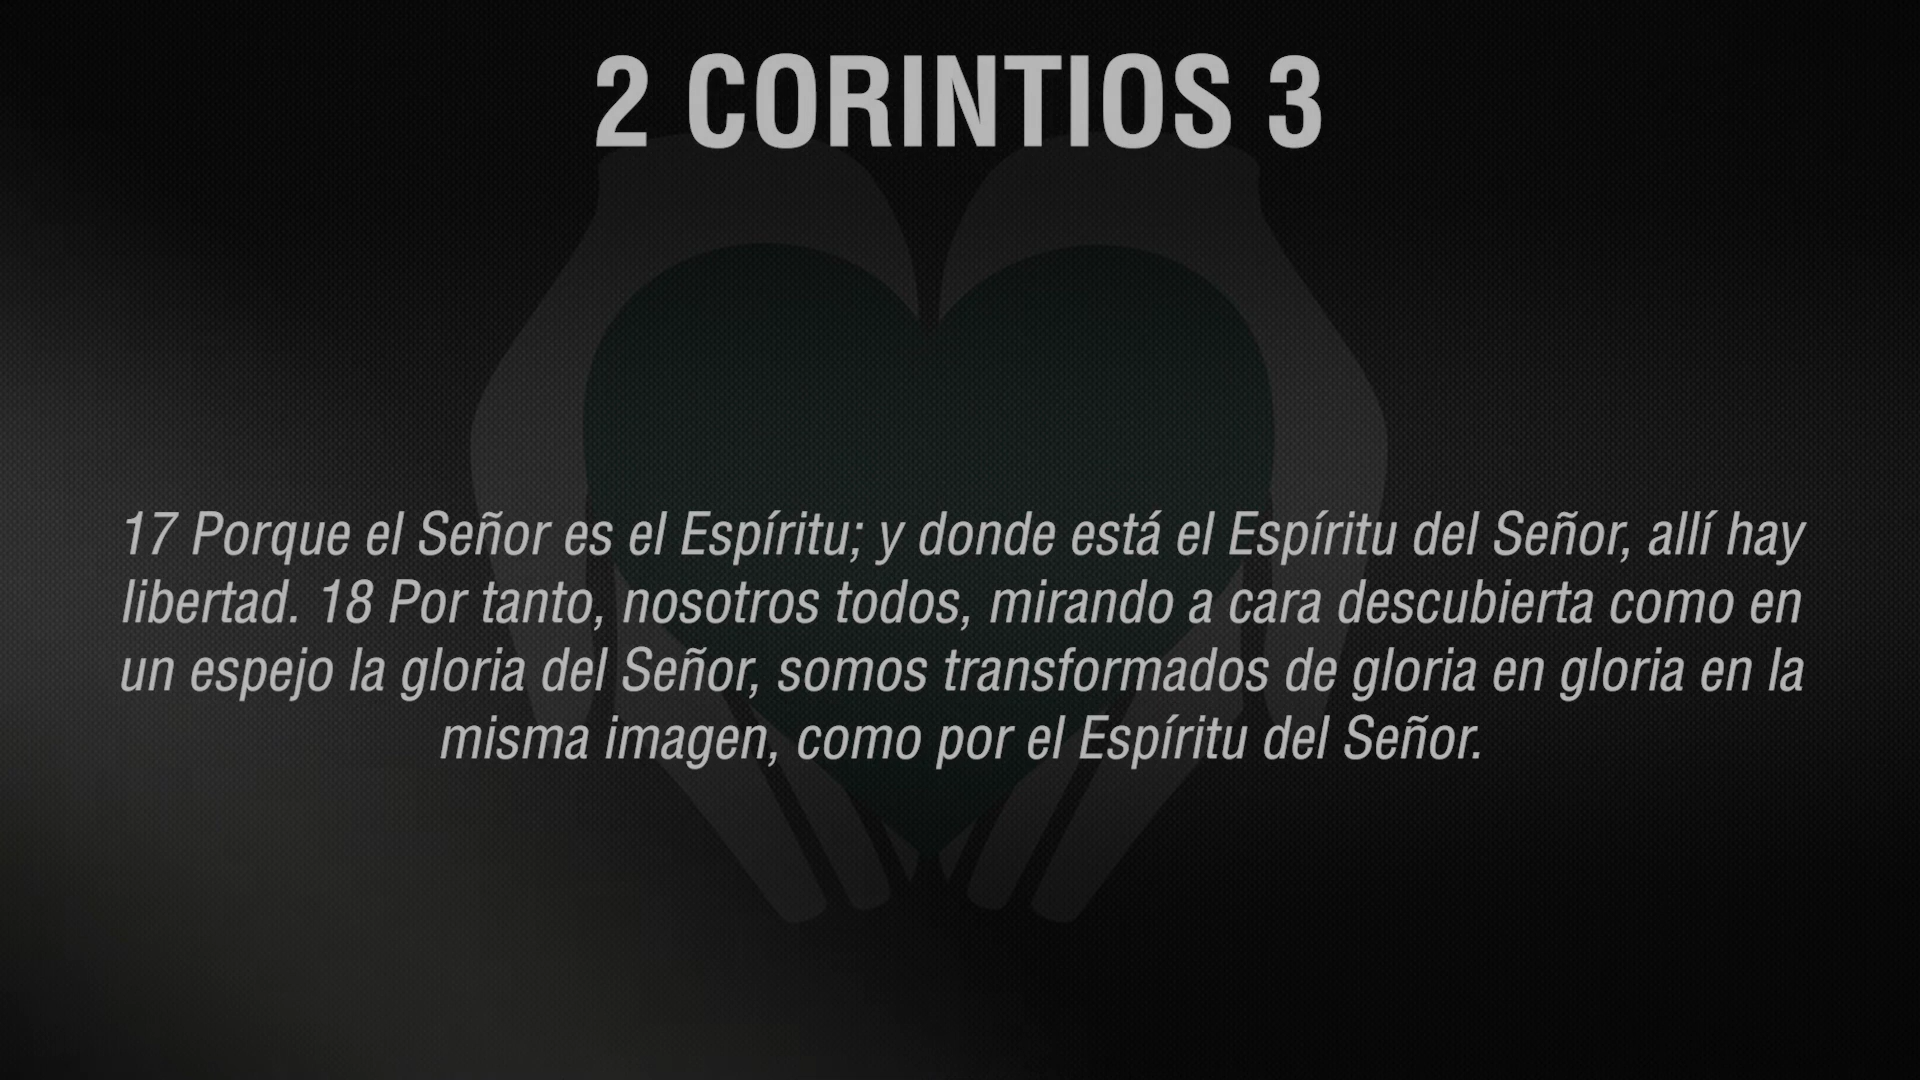 2 CORINTIOS 3
17 Porque el Señor es el Espíritu; y donde está el Espíritu del Señor, allí hay
libertad. 18 Por tanto, nosotros todos, mirando a cara descubierta como en
un espejo la gloria del Señor, somos transformados de gloria en gloria en la
misma imagen, como por el Espíritu del Señor.